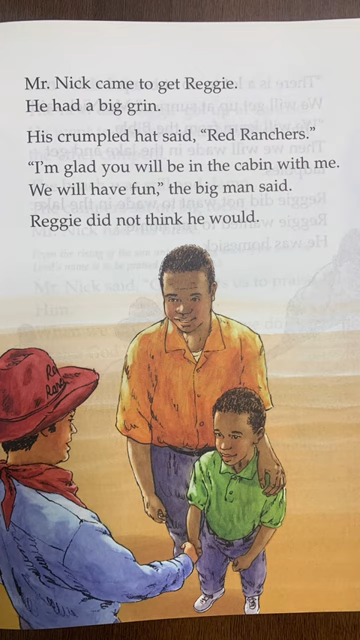 Mr. Nick came to get Reggie.
He had a big grin.
His crumpled hat said, “Red Ranchers.”
“I’m glad you will be in the cabin with me.
We will have fun,” the big man said.
Reggie did not think he would.